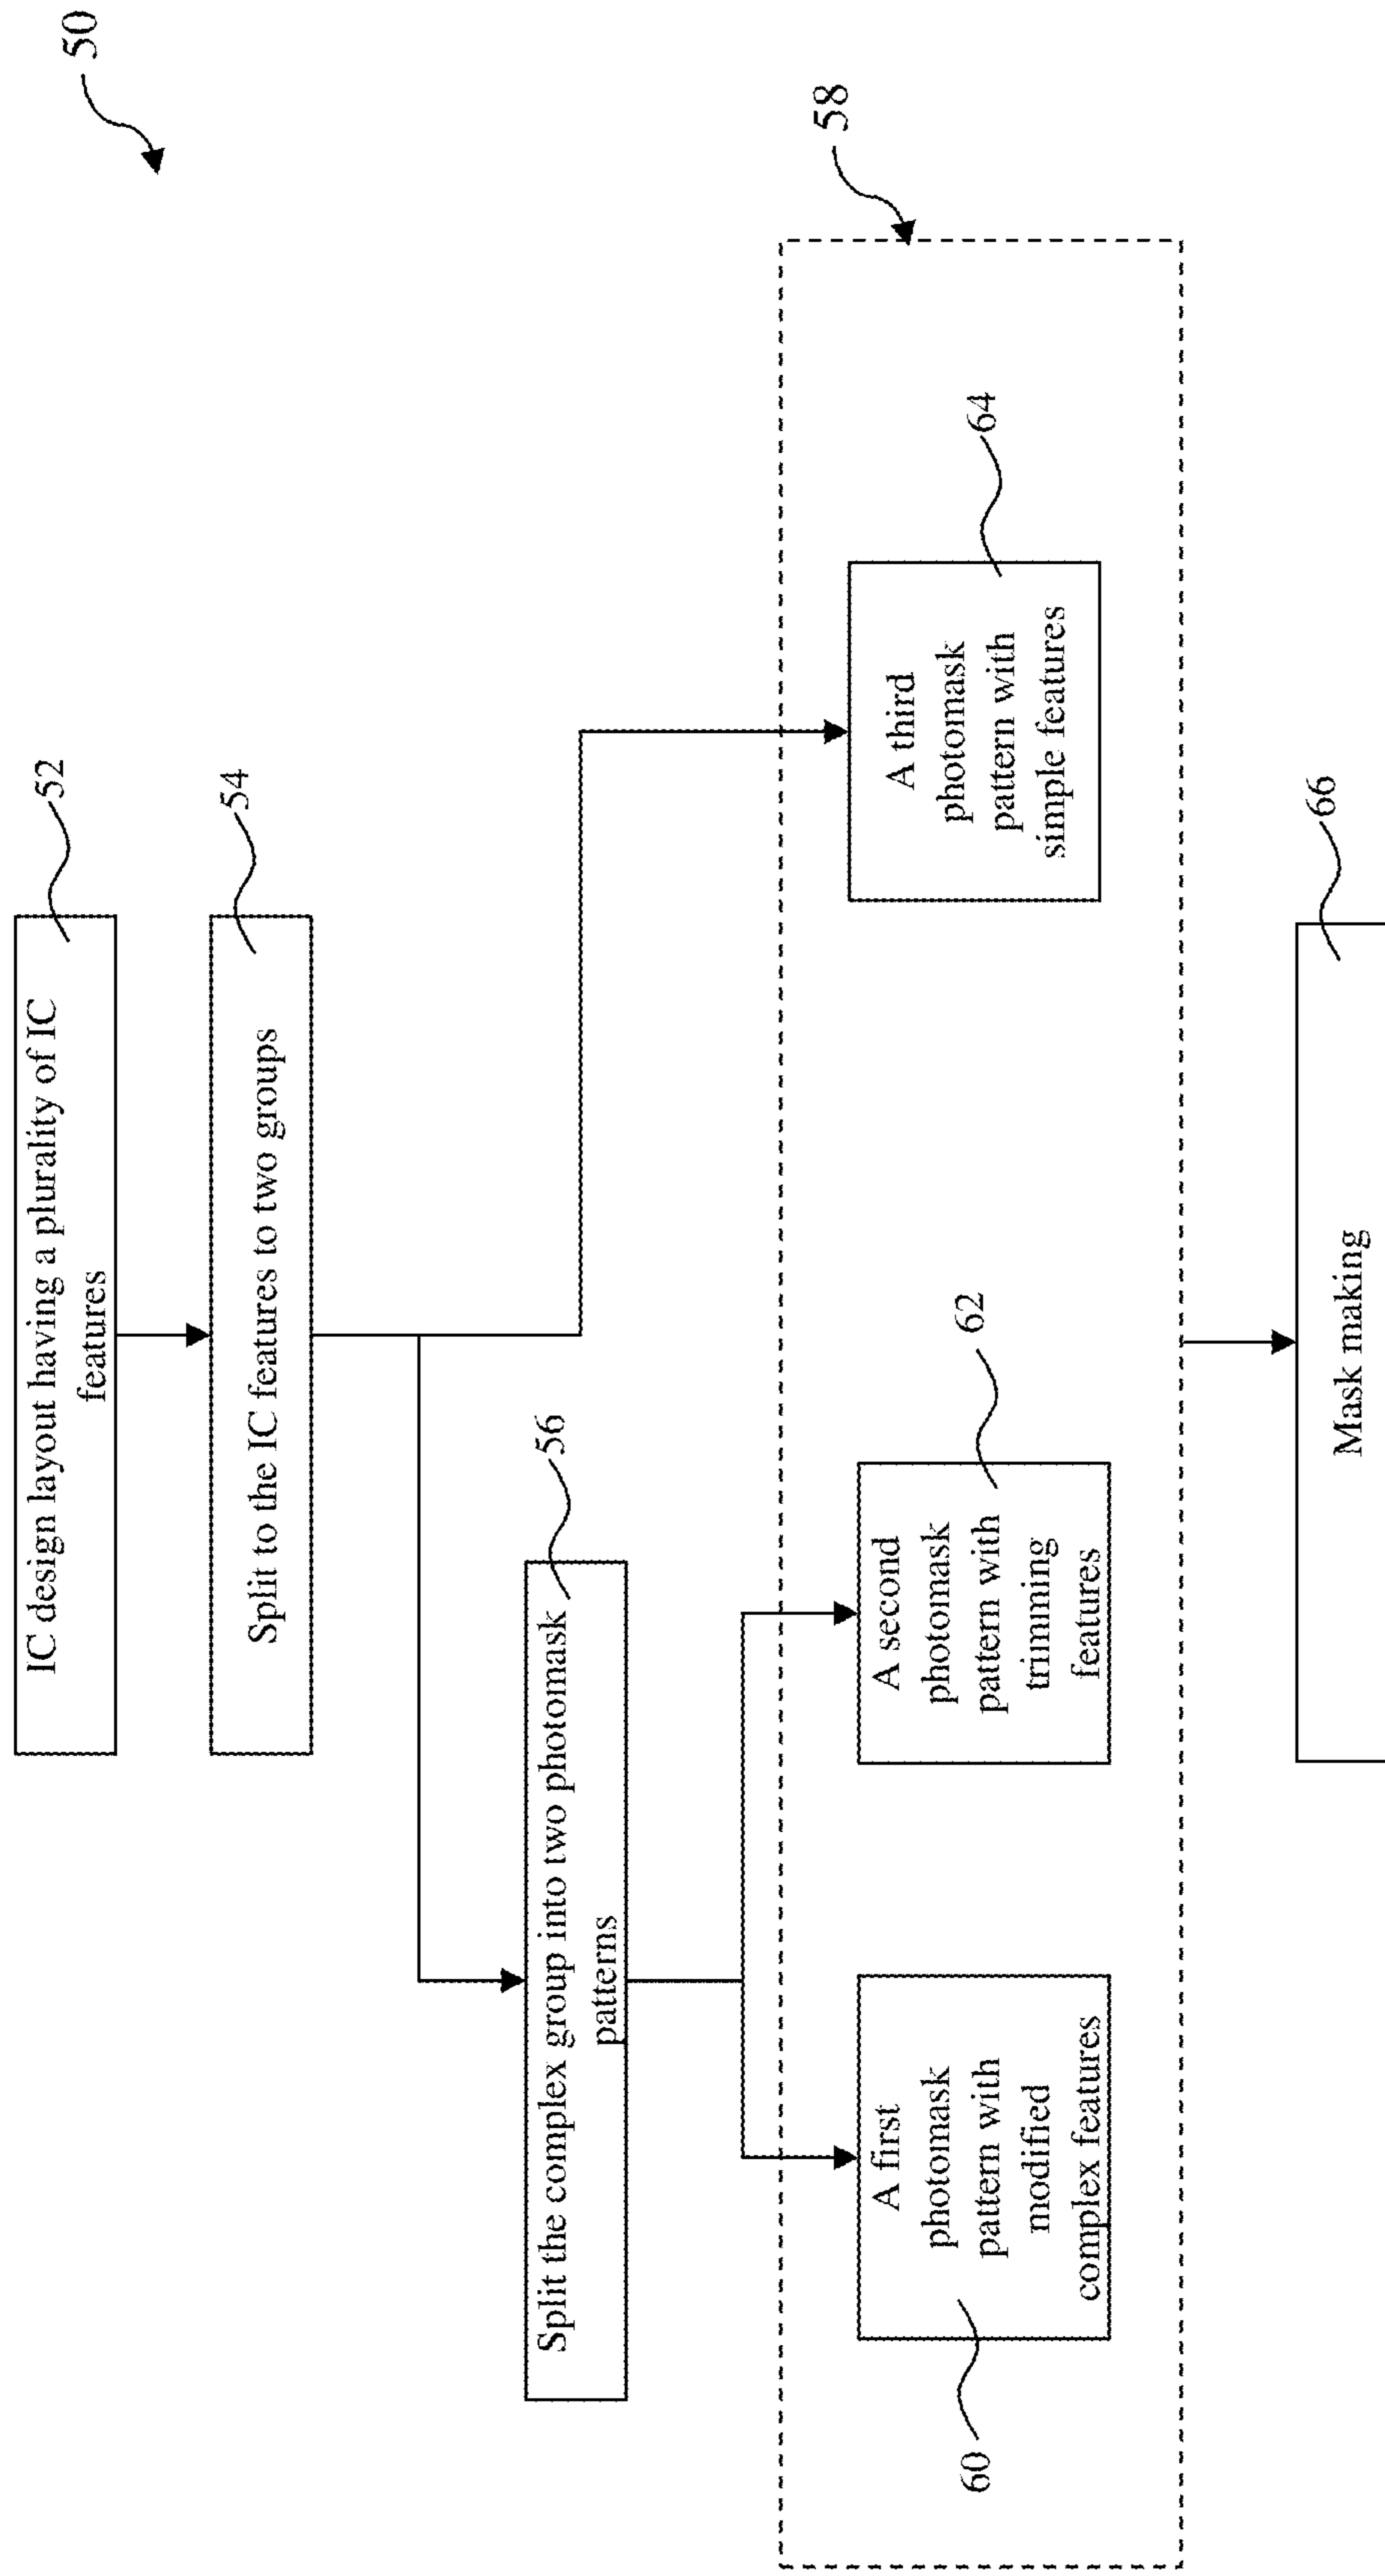 50
IC design layout having a plurality of IC
features
52
Split to the IC features to two groups
54
Split the complex group into two photomask
patterns
56
58
A first
photomask
pattern with
modified
complex features
60
A second
photomask
pattern with
trimming
features
62
A third
photomask
pattern with
simple features
64
Mask making
66